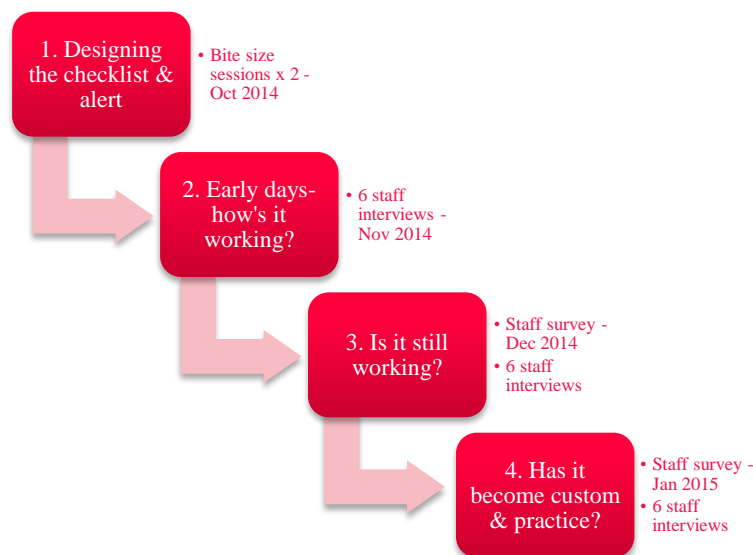 1. Designing
the checklist &
alert
• Bite size
sessions x 2 -
Oct 2014
2. Early days-
how's it
working?
• 6 staff
interviews -
Nov 2014
3. Is it still
working?
• Staff survey -
Dec 2014
• 6 staff
interviews
4. Has it
become custom
& practice?
• Staff survey -
Jan 2015
• 6 staff
interviews